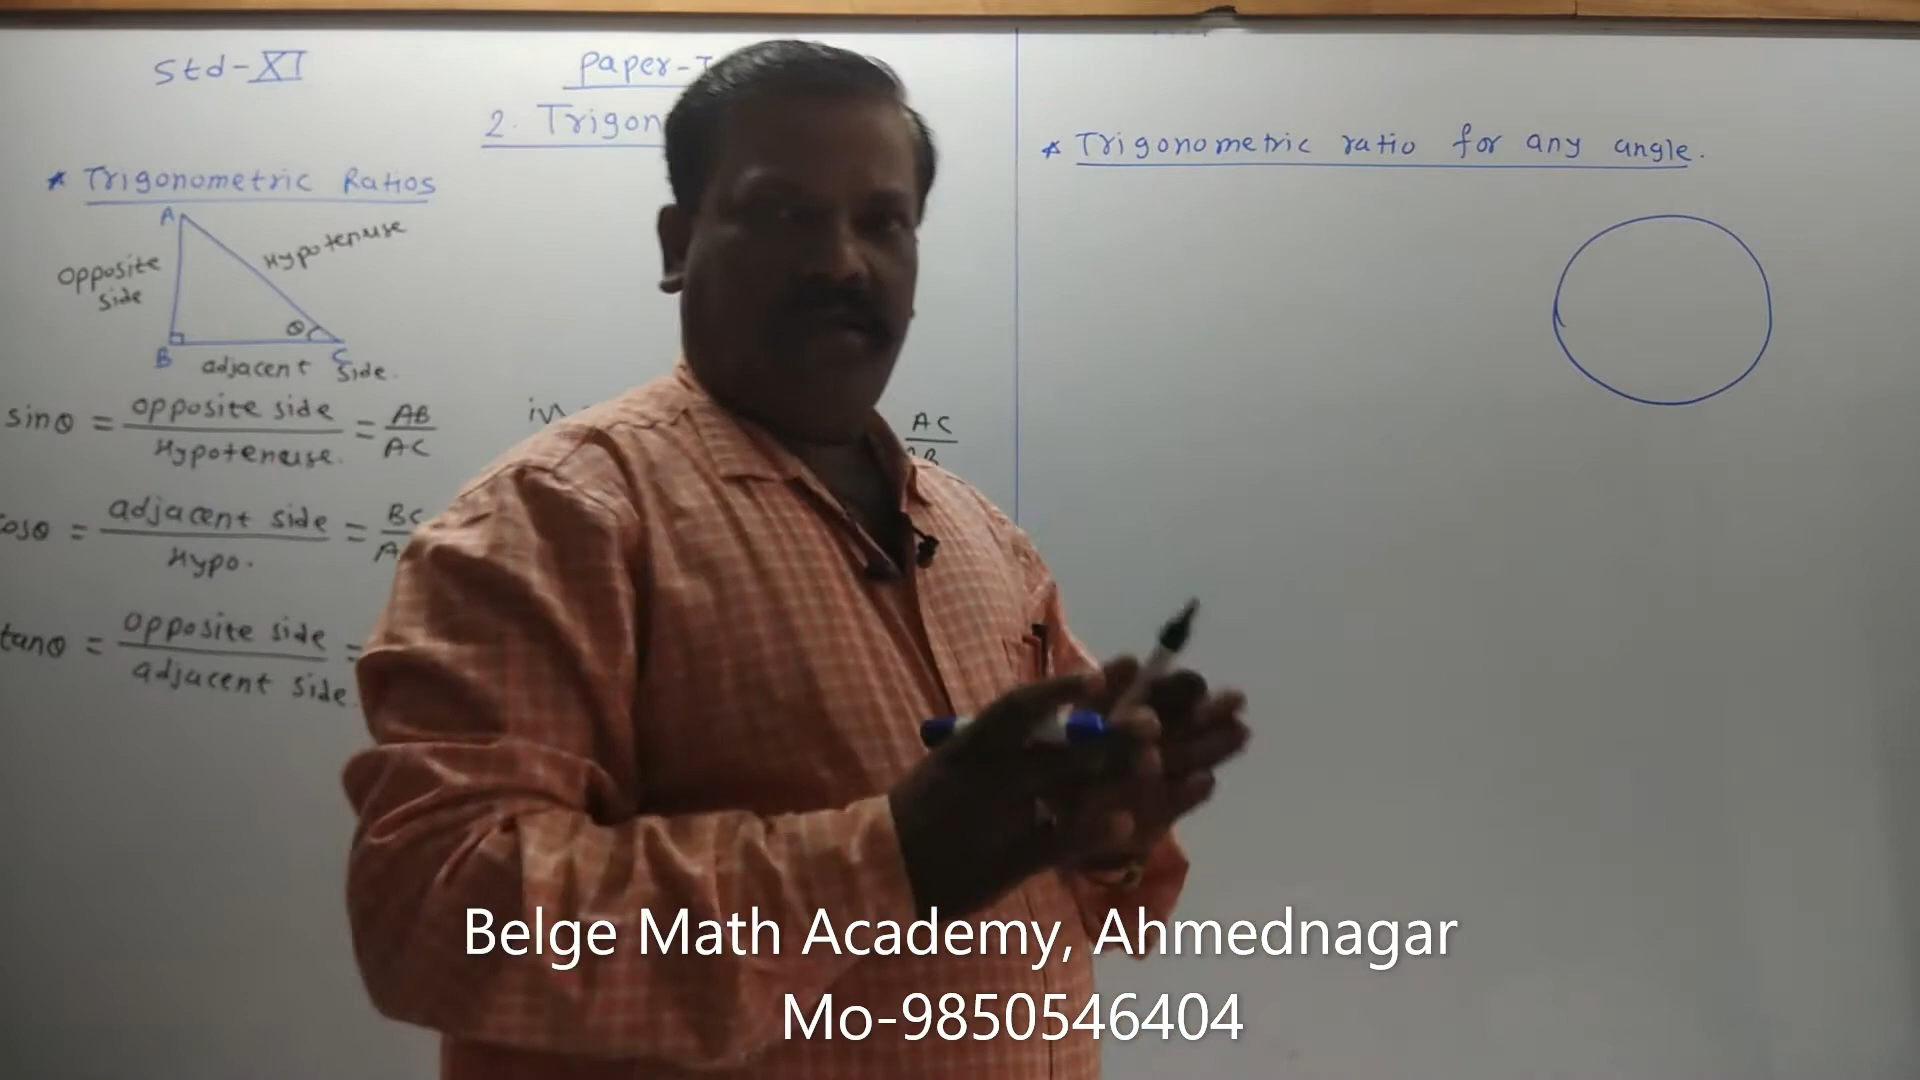 Std-XI
Paper-I
2. Trigon
* Trigonometric Ratios
A
Hypotenuse
Opposite
side
θ
B
C
adjacent side.
sinθ = opposite side / Hypotenuse. = AB / AC
AC
cosθ = adjacent side / Hypo. = BC / A
tanθ = opposite side / adjacent side. =
* Trigonometric ratio for any angle.
Belge Math Academy, Ahmednagar
Mo-9850546404